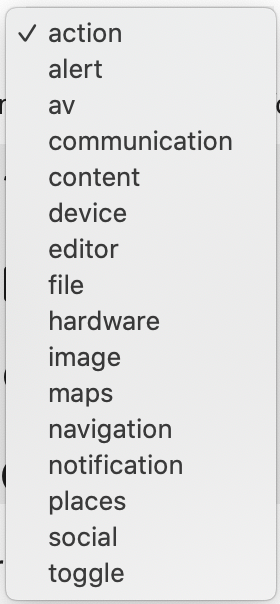 ✓ action
alert
av
communication
content
device
editor
file
hardware
image
maps
navigation
notification
places
social
toggle